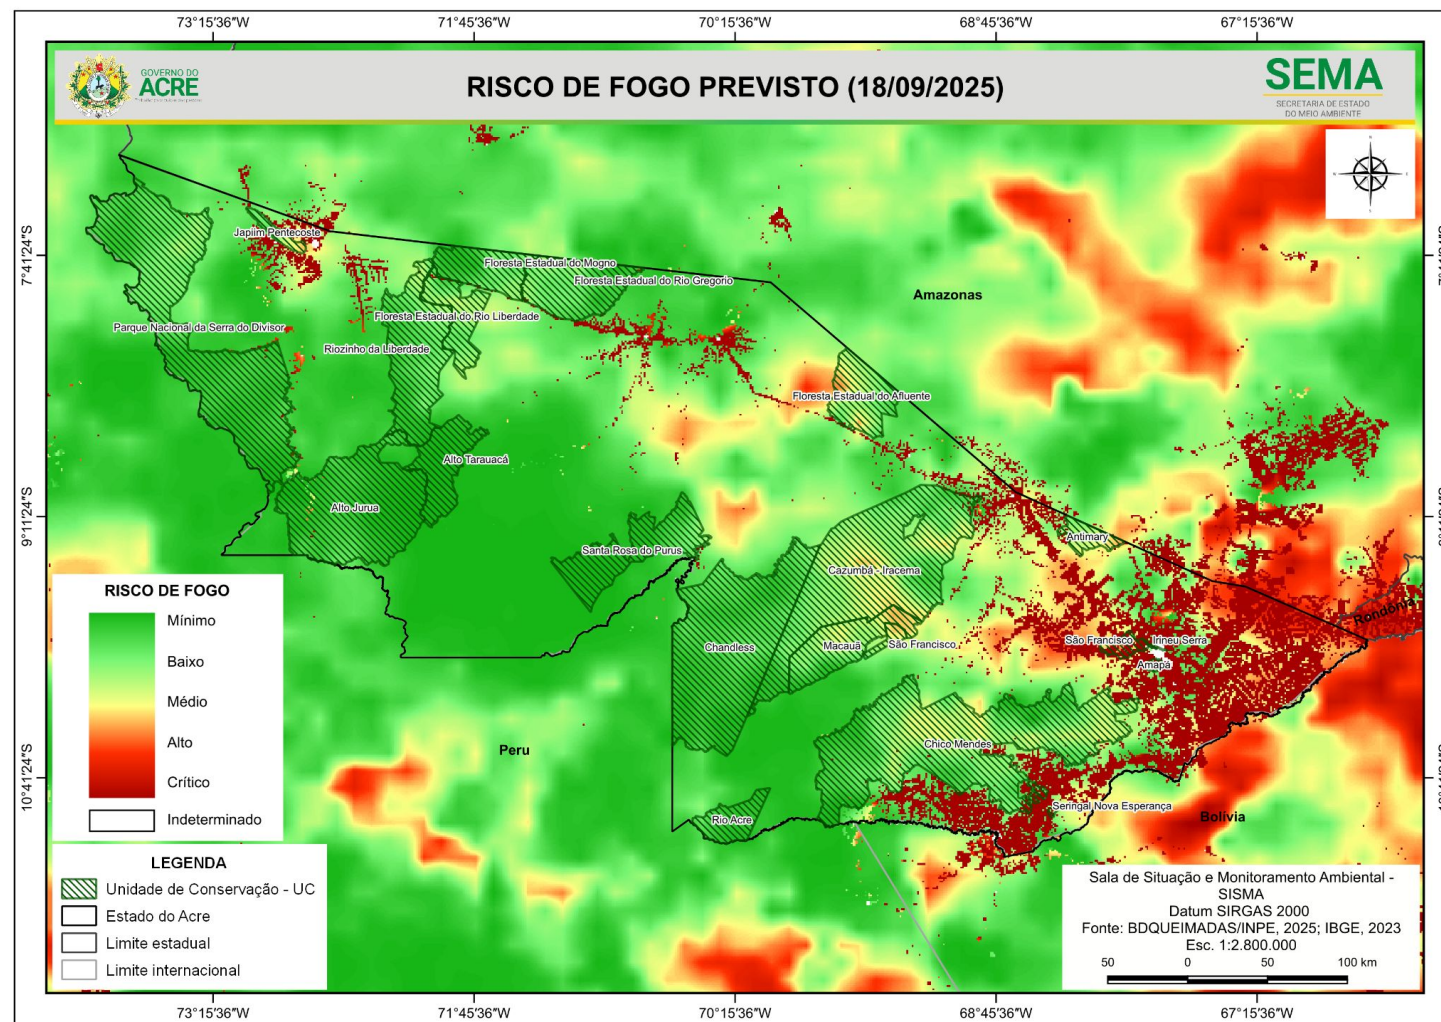 73°15'36"W
71°45'36"W
70°15'36"W
68°45'36"W
67°15'36"W
GOVERNO DO
ACRE
RISCO DE FOGO PREVISTO (18/09/2025)
SEMA
SECRETARIA DE ESTADO
DO MEIO AMBIENTE
7°41'24"S
Japiim Pentecoste
Floresta Estadual do Mogno
Floresta Estadual do Rio Gregorio
Amazonas
Parque Nacional da Serra do Divisor
Floresta Estadual do Rio Liberdade
Riozinho da Liberdade
Floresta Estadual do Afluente
Alto Tarauacá
Alto Jurua
9°11'24"S
Santa Rosa do Purus
Antimary
Cazumbá - Iracema
Rondônia
Chandless
Macauã
São Francisco
São Francisco
Irineu Serra
Amapá
Chico Mendes
Peru
10°41'24"S
Seringal Nova Esperança
Bolívia
Rio Acre
RISCO DE FOGO
Mínimo
Baixo
Médio
Alto
Crítico
Indeterminado
LEGENDA
Unidade de Conservação - UC
Estado do Acre
Limite estadual
Limite internacional
Sala de Situação e Monitoramento Ambiental -
SISMA
Datum SIRGAS 2000
Fonte: BDQUEIMADAS/INPE, 2025; IBGE, 2023
Esc. 1:2.800.000
50 0 50 100 km
73°15'36"W
71°45'36"W
70°15'36"W
68°45'36"W
67°15'36"W